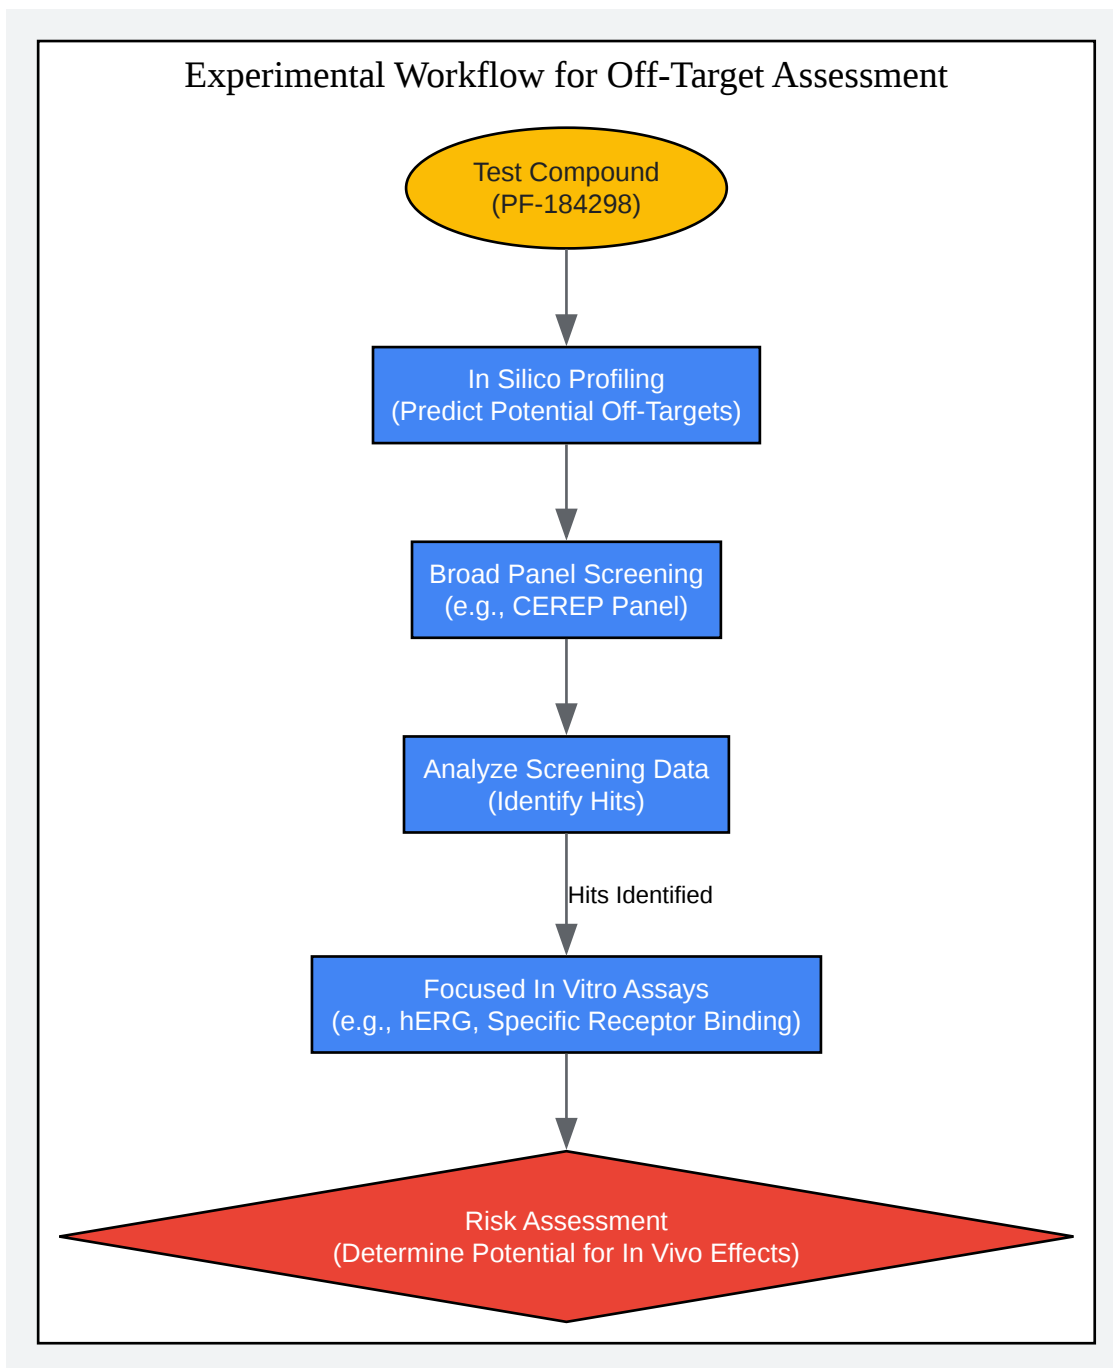 Experimental Workflow for Off-Target Assessment
Test Compound
(PF-184298)
In Silico Profiling
(Predict Potential Off-Targets)
Broad Panel Screening
(e.g., CEREP Panel)
Analyze Screening Data
(Identify Hits)
Hits Identified
Focused In Vitro Assays
(e.g., hERG, Specific Receptor Binding)
Risk Assessment
(Determine Potential for In Vivo Effects)